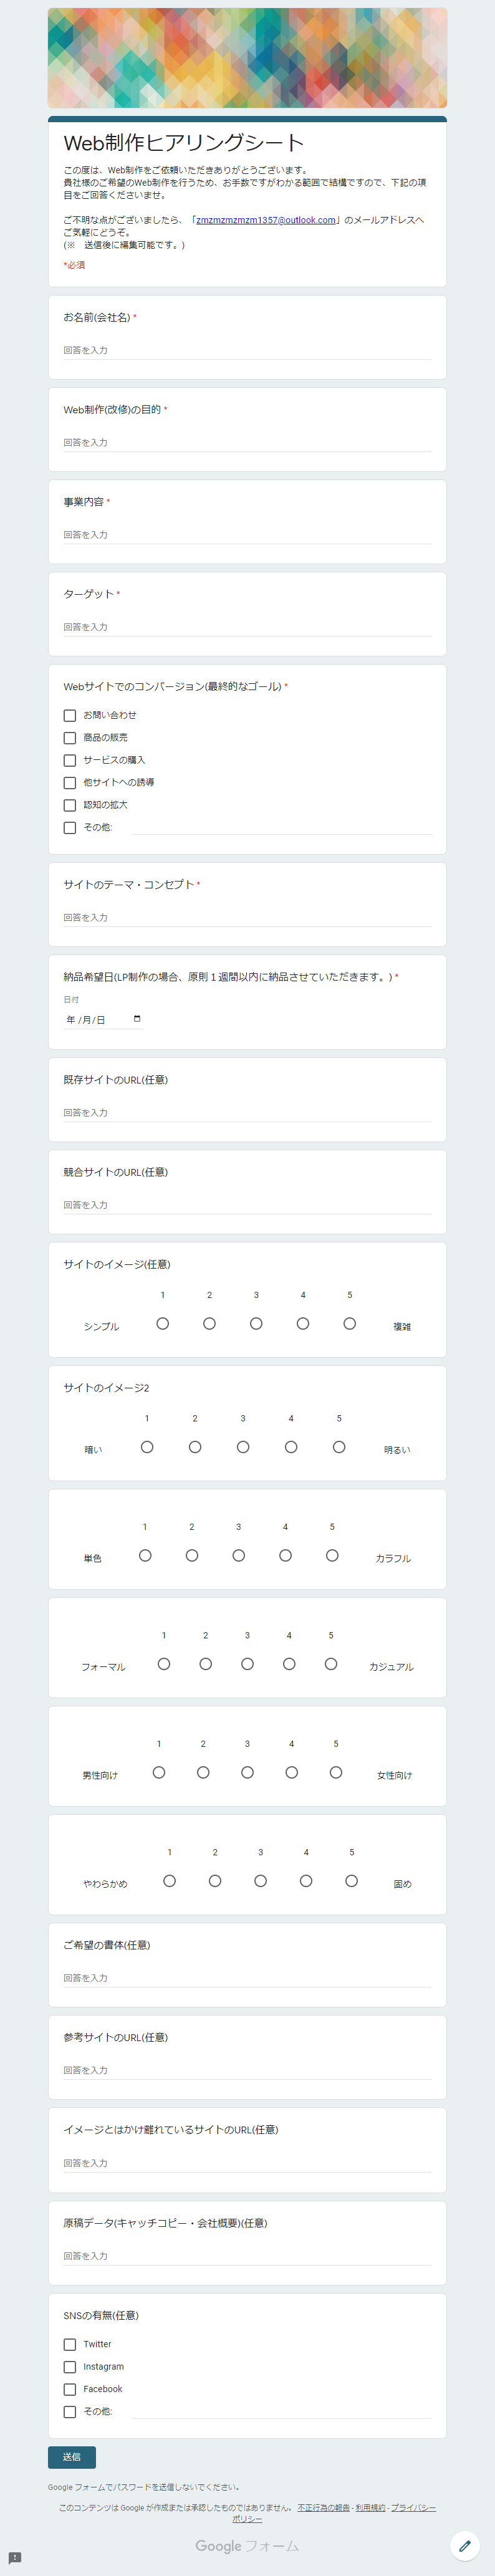 Web制作ヒアリングシート
この度は、Web制作をご依頼いただきありがとうございます。
貴社様のご希望のWeb制作を行うため、お手数ですがわかる範囲で結構ですので、下記の項
目をご回答くださいませ。
ご不明な点がございましたら、「zmzmzmzmzm1357@outlook.com」のメールアドレスへ
ご気軽にどうぞ。
(※　送信後に編集可能です。)
*必須
お名前(会社名) *
回答を入力
Web制作(改修)の目的 *
回答を入力
事業内容 *
回答を入力
ターゲット *
回答を入力
Webサイトでのコンバージョン(最終的なゴール) *
お問い合わせ
商品の販売
サービスの購入
他サイトへの誘導
認知の拡大
その他:
サイトのテーマ・コンセプト *
回答を入力
納品希望日(LP制作の場合、原則１週間以内に納品させていただきます。) *
日付
年 /月/日
既存サイトのURL(任意)
回答を入力
競合サイトのURL(任意)
回答を入力
サイトのイメージ(任意)
1 2 3 4 5
シンプル 複雑
サイトのイメージ2
1 2 3 4 5
暗い 明るい
1 2 3 4 5
単色 カラフル
1 2 3 4 5
フォーマル カジュアル
1 2 3 4 5
男性向け 女性向け
1 2 3 4 5
やわらかめ 固め
ご希望の書体(任意)
回答を入力
参考サイトのURL(任意)
回答を入力
イメージとはかけ離れているサイトのURL(任意)
回答を入力
原稿データ(キャッチコピー・会社概要)(任意)
回答を入力
SNSの有無(任意)
Twitter
Instagram
Facebook
その他:
送信
Google フォームでパスワードを送信しないでください。
このコンテンツは Google が作成または承認したものではありません。 不正行為の報告 - 利用規約 - プライバシー
ポリシー
Google フォーム